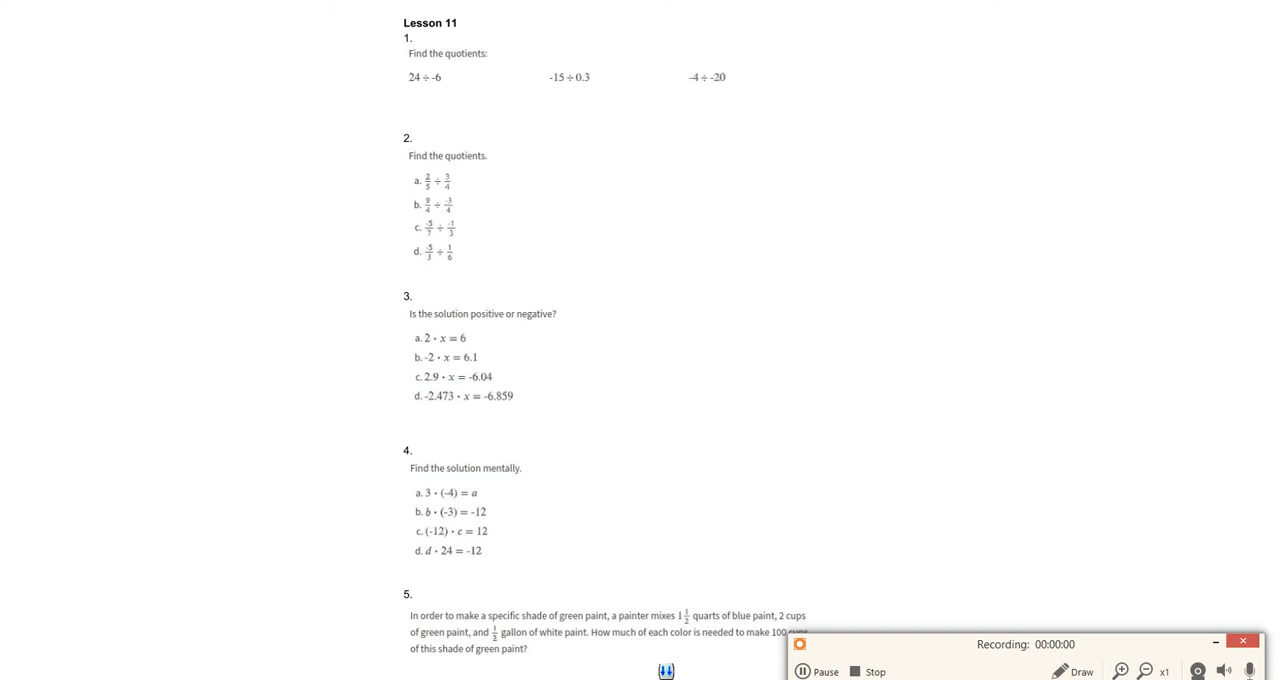 Lesson 11
1.
Find the quotients:
24 ÷ -6 -15 ÷ 0.3 -4 ÷ -20
2.
Find the quotients.
a. 2/5 ÷ 3/4
b. 9/4 ÷ -3/4
c. -5/7 ÷ -1/3
d. -5/3 ÷ 1/6
3.
Is the solution positive or negative?
a. 2 · x = 6
b. -2 · x = 6.1
c. 2.9 · x = -6.04
d. -2.473 · x = -6.859
4.
Find the solution mentally.
a. 3 · (-4) = a
b. b · (-3) = -12
c. (-12) · c = 12
d. d · 24 = -12
5.
In order to make a specific shade of green paint, a painter mixes 1 1/2 quarts of blue paint, 2 cups
of green paint, and 1/2 gallon of white paint. How much of each color is needed to make 100 cups
of this shade of green paint?
Recording: 00:00:00
Pause Stop Draw x1